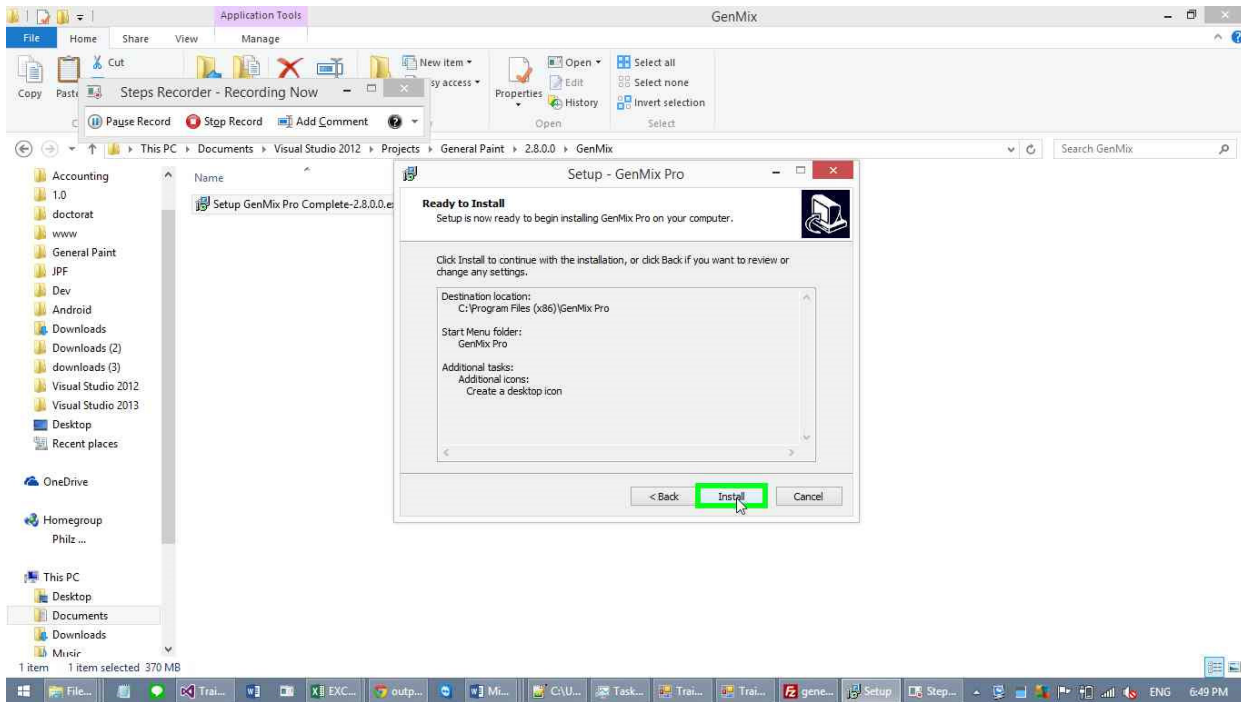 Application Tools
GenMix
File Home Share View Manage
Cut
Copy
New item
Open
Select all
sy access
Properties
Edit
Select none
History
Invert selection
Open
Select
Steps Recorder - Recording Now
Pause Record Stop Record Add Comment
This PC Documents Visual Studio 2012 Projects General Paint 2.8.0.0 GenMix
Search GenMix
Accounting
1.0
doctorat
www
General Paint
JPF
Dev
Android
Downloads
Downloads (2)
downloads (3)
Visual Studio 2012
Visual Studio 2013
Desktop
Recent places
OneDrive
Homegroup
Philz ...
This PC
Desktop
Documents
Downloads
Music
Name
Setup GenMix Pro Complete-2.8.0.0.e
Setup - GenMix Pro
Ready to Install
Setup is now ready to begin installing GenMix Pro on your computer.
Click Install to continue with the installation, or click Back if you want to review or
change any settings.
Destination location:
C:\Program Files (x86)\GenMix Pro
Start Menu folder:
GenMix Pro
Additional tasks:
Additional icons:
Create a desktop icon
< Back Install Cancel
1 item 1 item selected 370 MB
File... Trai... EXC... outp... Mi... C:\U... Task... Trai... Trai... gene... Setup Step... ENG 6:49 PM